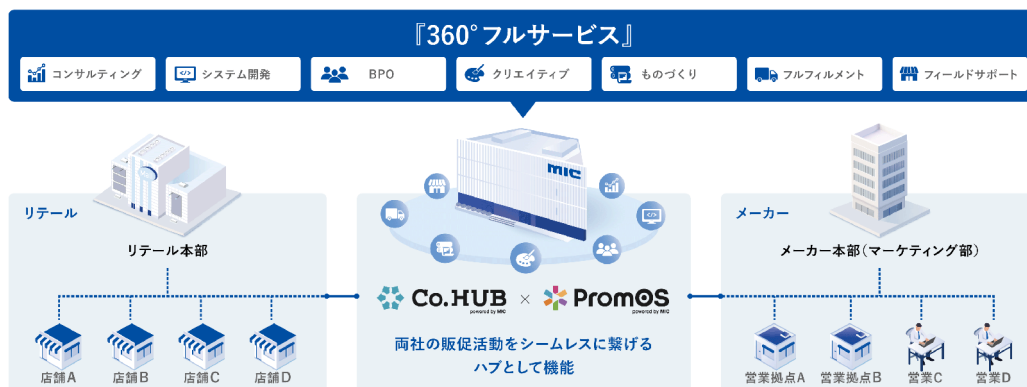 『360°フルサービス』
コンサルティング
システム開発
BPO
クリエイティブ
ものづくり
フルフィルメント
フィールドサポート
リテール
リテール本部
店舗A
店舗B
店舗C
店舗D
MIC
Co.HUB
powered by MIC
×
PromOS
powered by MIC
両社の販促活動をシームレスに繋げる
ハブとして機能
メーカー
メーカー本部（マーケティング部）
営業拠点A
営業拠点B
営業C
営業D